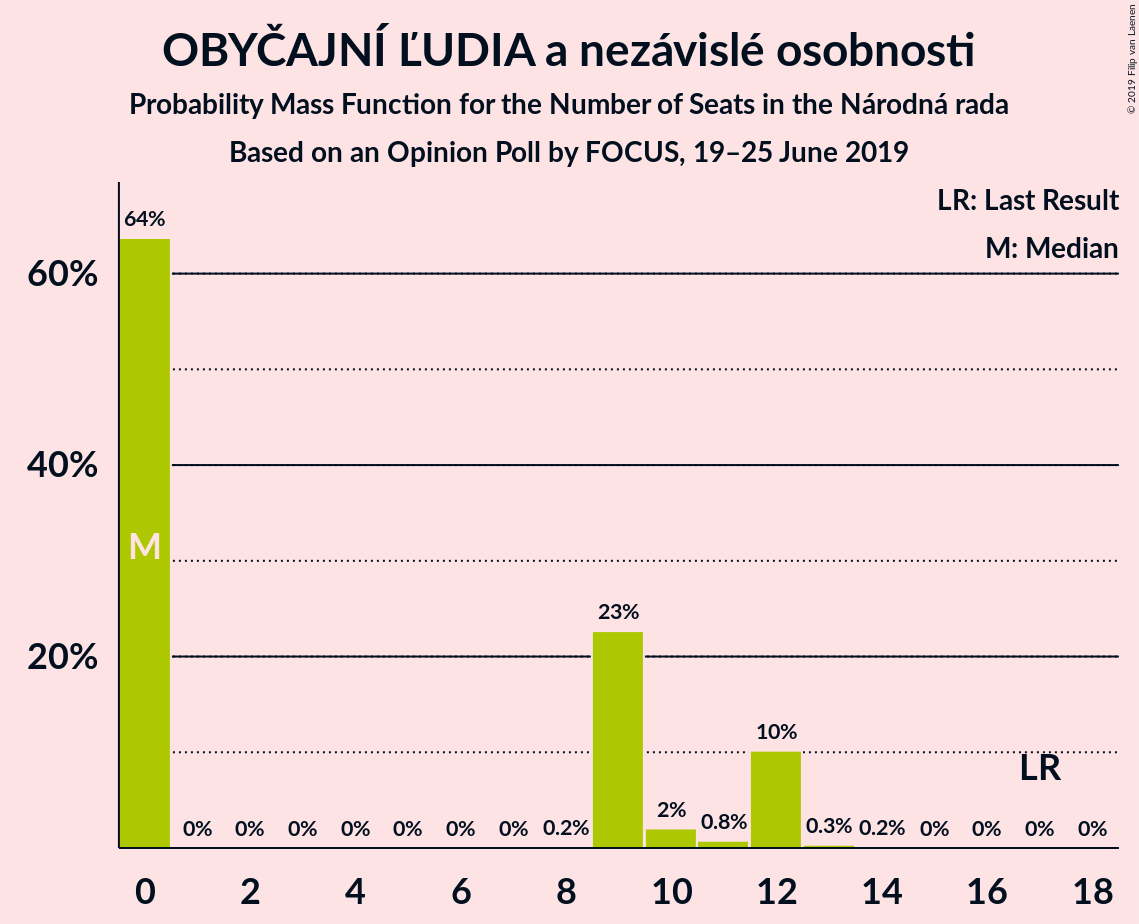 OBYČAJNÍ ĽUDIA a nezávislé osobnosti
Probability Mass Function for the Number of Seats in the Národná rada
Based on an Opinion Poll by FOCUS, 19–25 June 2019
© 2019 Filip van Laenen
LR: Last Result
M: Median
60%
40%
20%
64%
0%
0%
0%
0%
0%
0%
0%
0.2%
23%
2%
0.8%
10%
0.3%
0.2%
0%
0%
0%
0%
M
LR
0 2 4 6 8 10 12 14 16 18